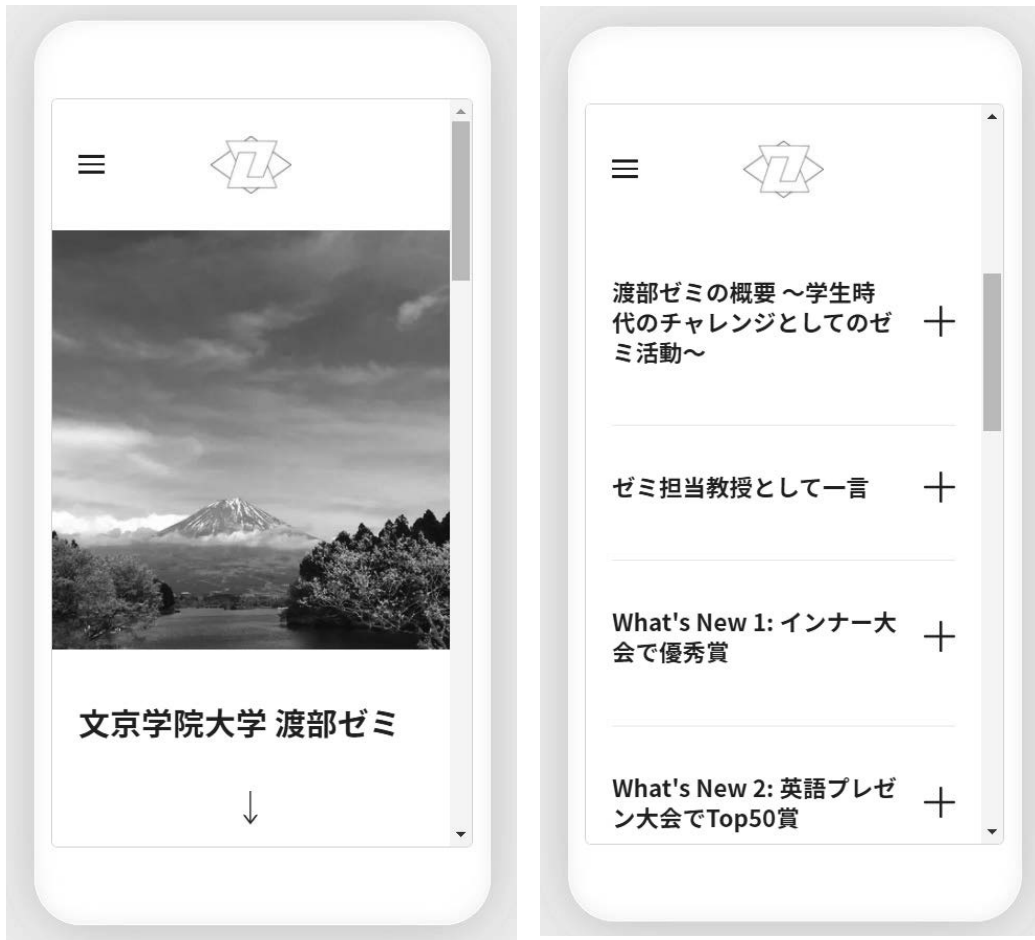 文京学院大学 渡部ゼミ
渡部ゼミの概要 ～学生時
代のチャレンジとしてのゼ
ミ活動～
ゼミ担当教授として一言
What's New 1: インナー大
会で優秀賞
What's New 2: 英語プレゼ
ン大会でTop50賞